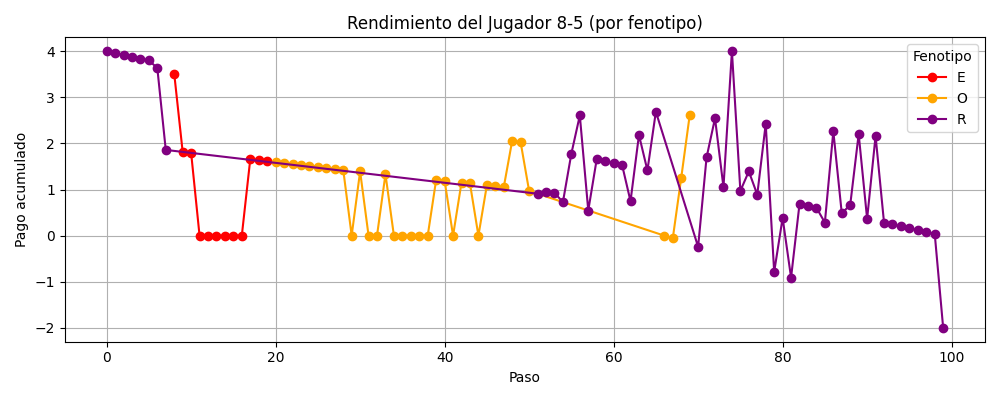 Rendimiento del Jugador 8-5 (por fenotipo)
Pago acumulado
4
3
2
1
0
−1
−2
Fenotipo
E
O
R
0 20 40 60 80 100
Paso